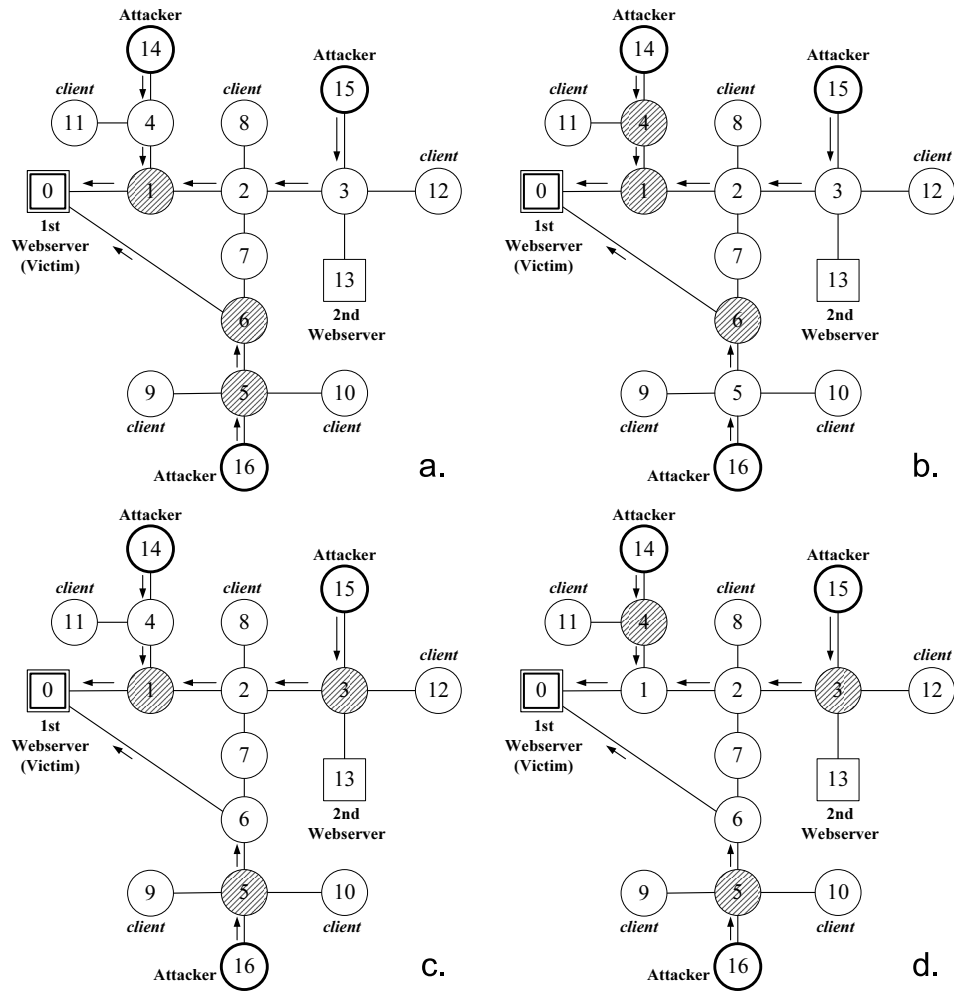 Attacker
14
Attacker
client
client
15
11
4
8
client
0
1
2
3
12
1st
Webserver
(Victim)
7
13
2nd
Webserver
6
9
5
10
client
client
Attacker
16
a.
Attacker
14
Attacker
client
client
15
11
4
8
client
0
1
2
3
12
1st
Webserver
(Victim)
7
13
2nd
Webserver
6
9
5
10
client
client
Attacker
16
b.
Attacker
14
Attacker
client
client
15
11
4
8
client
0
1
2
3
12
1st
Webserver
(Victim)
7
13
2nd
Webserver
6
9
5
10
client
client
Attacker
16
c.
Attacker
14
Attacker
client
client
15
11
4
8
client
0
1
2
3
12
1st
Webserver
(Victim)
7
13
2nd
Webserver
6
9
5
10
client
client
Attacker
16
d.